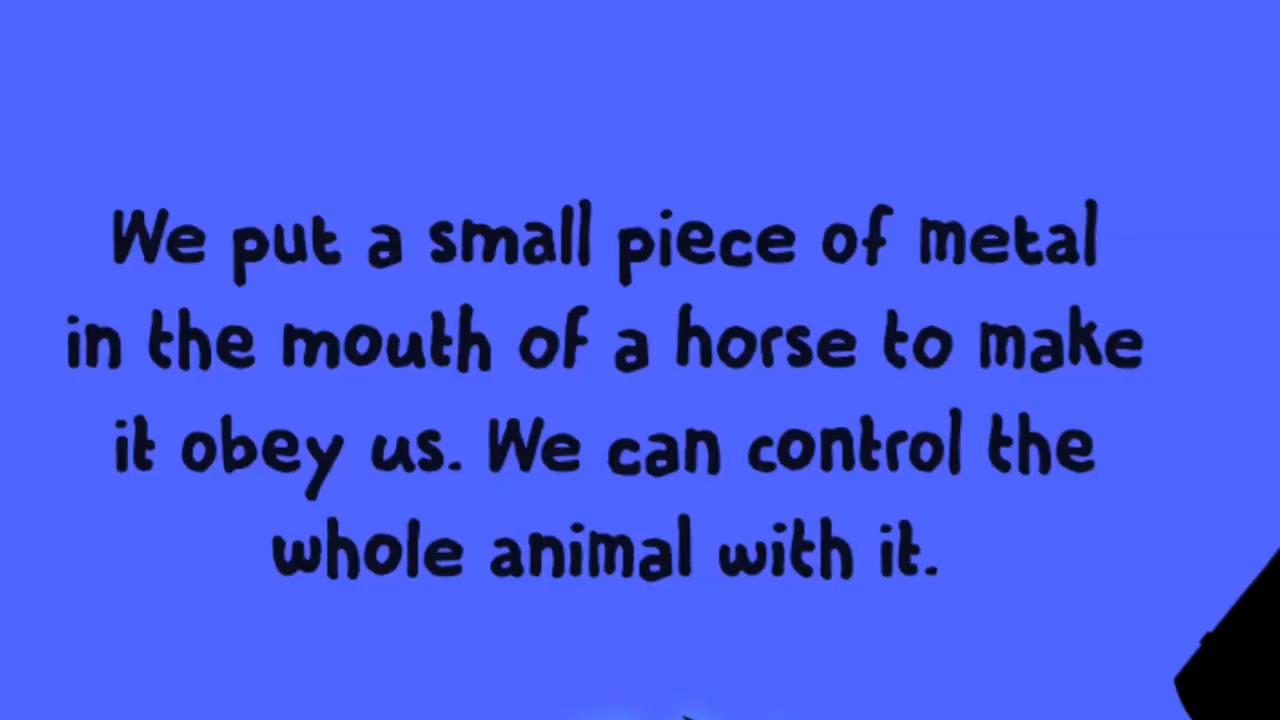 We put a small piece of metal
in the mouth of a horse to make
it obey us. We can control the
whole animal with it.